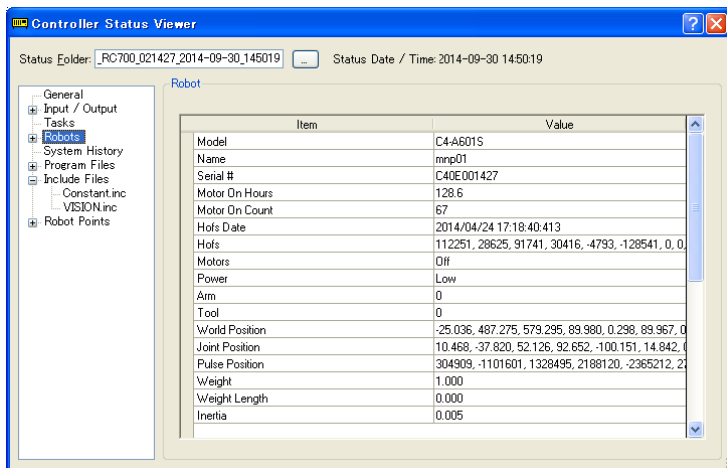 Controller Status Viewer
Status Folder: _RC700_021427_2014-09-30_145019 ... Status Date / Time: 2014-09-30 14:50:19
General
Input / Output
Tasks
Robots
System History
Program Files
Include Files
Constant.inc
VISION.inc
Robot Points
Robot
Item Value
Model C4-A601S
Name mnp01
Serial # C40E001427
Motor On Hours 128.6
Motor On Count 67
Hofs Date 2014/04/24 17:18:40:413
Hofs 112251, 28625, 91741, 30416, -4793, -128541, 0, 0,
Motors Off
Power Low
Arm 0
Tool 0
World Position -25.036, 487.275, 579.295, 89.980, 0.298, 89.967, 0
Joint Position 10.468, -37.820, 52.126, 92.652, -100.151, 14.842,
Pulse Position 304909, -1101601, 1328495, 2188120, -2365212,
Weight 1.000
Weight Length 0.000
Inertia 0.005